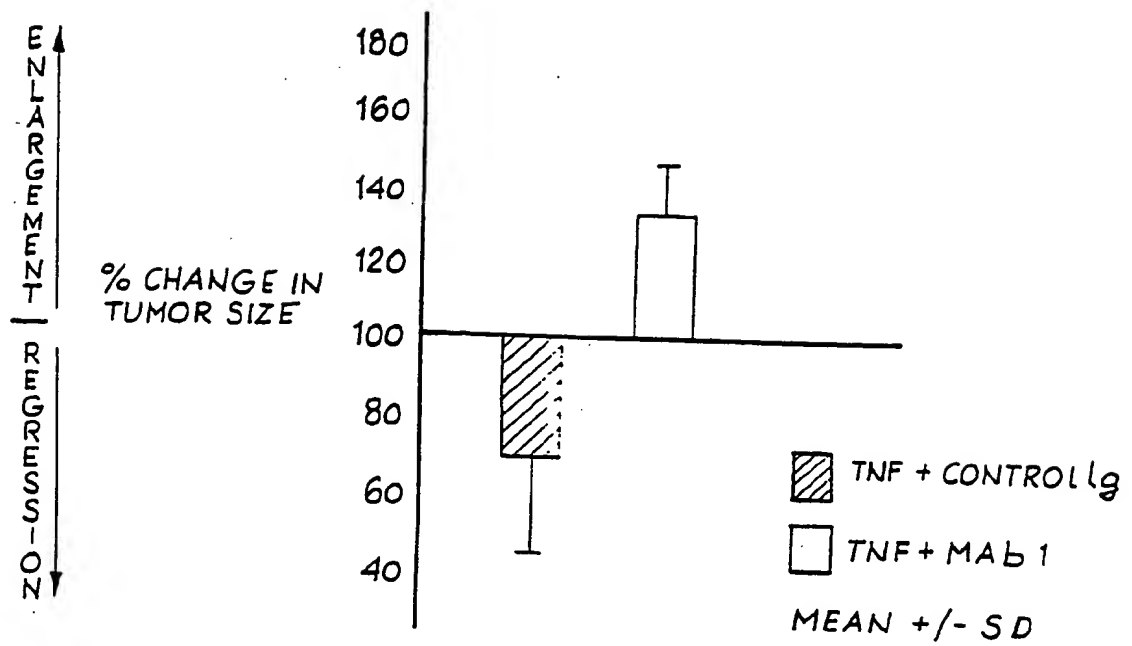 ENLARGEMENT
REGRESSION
% CHANGE IN
TUMOR SIZE
180
160
140
120
100
80
60
40
TNF + CONTROL Ig
TNF + MAb 1
MEAN +/- SD